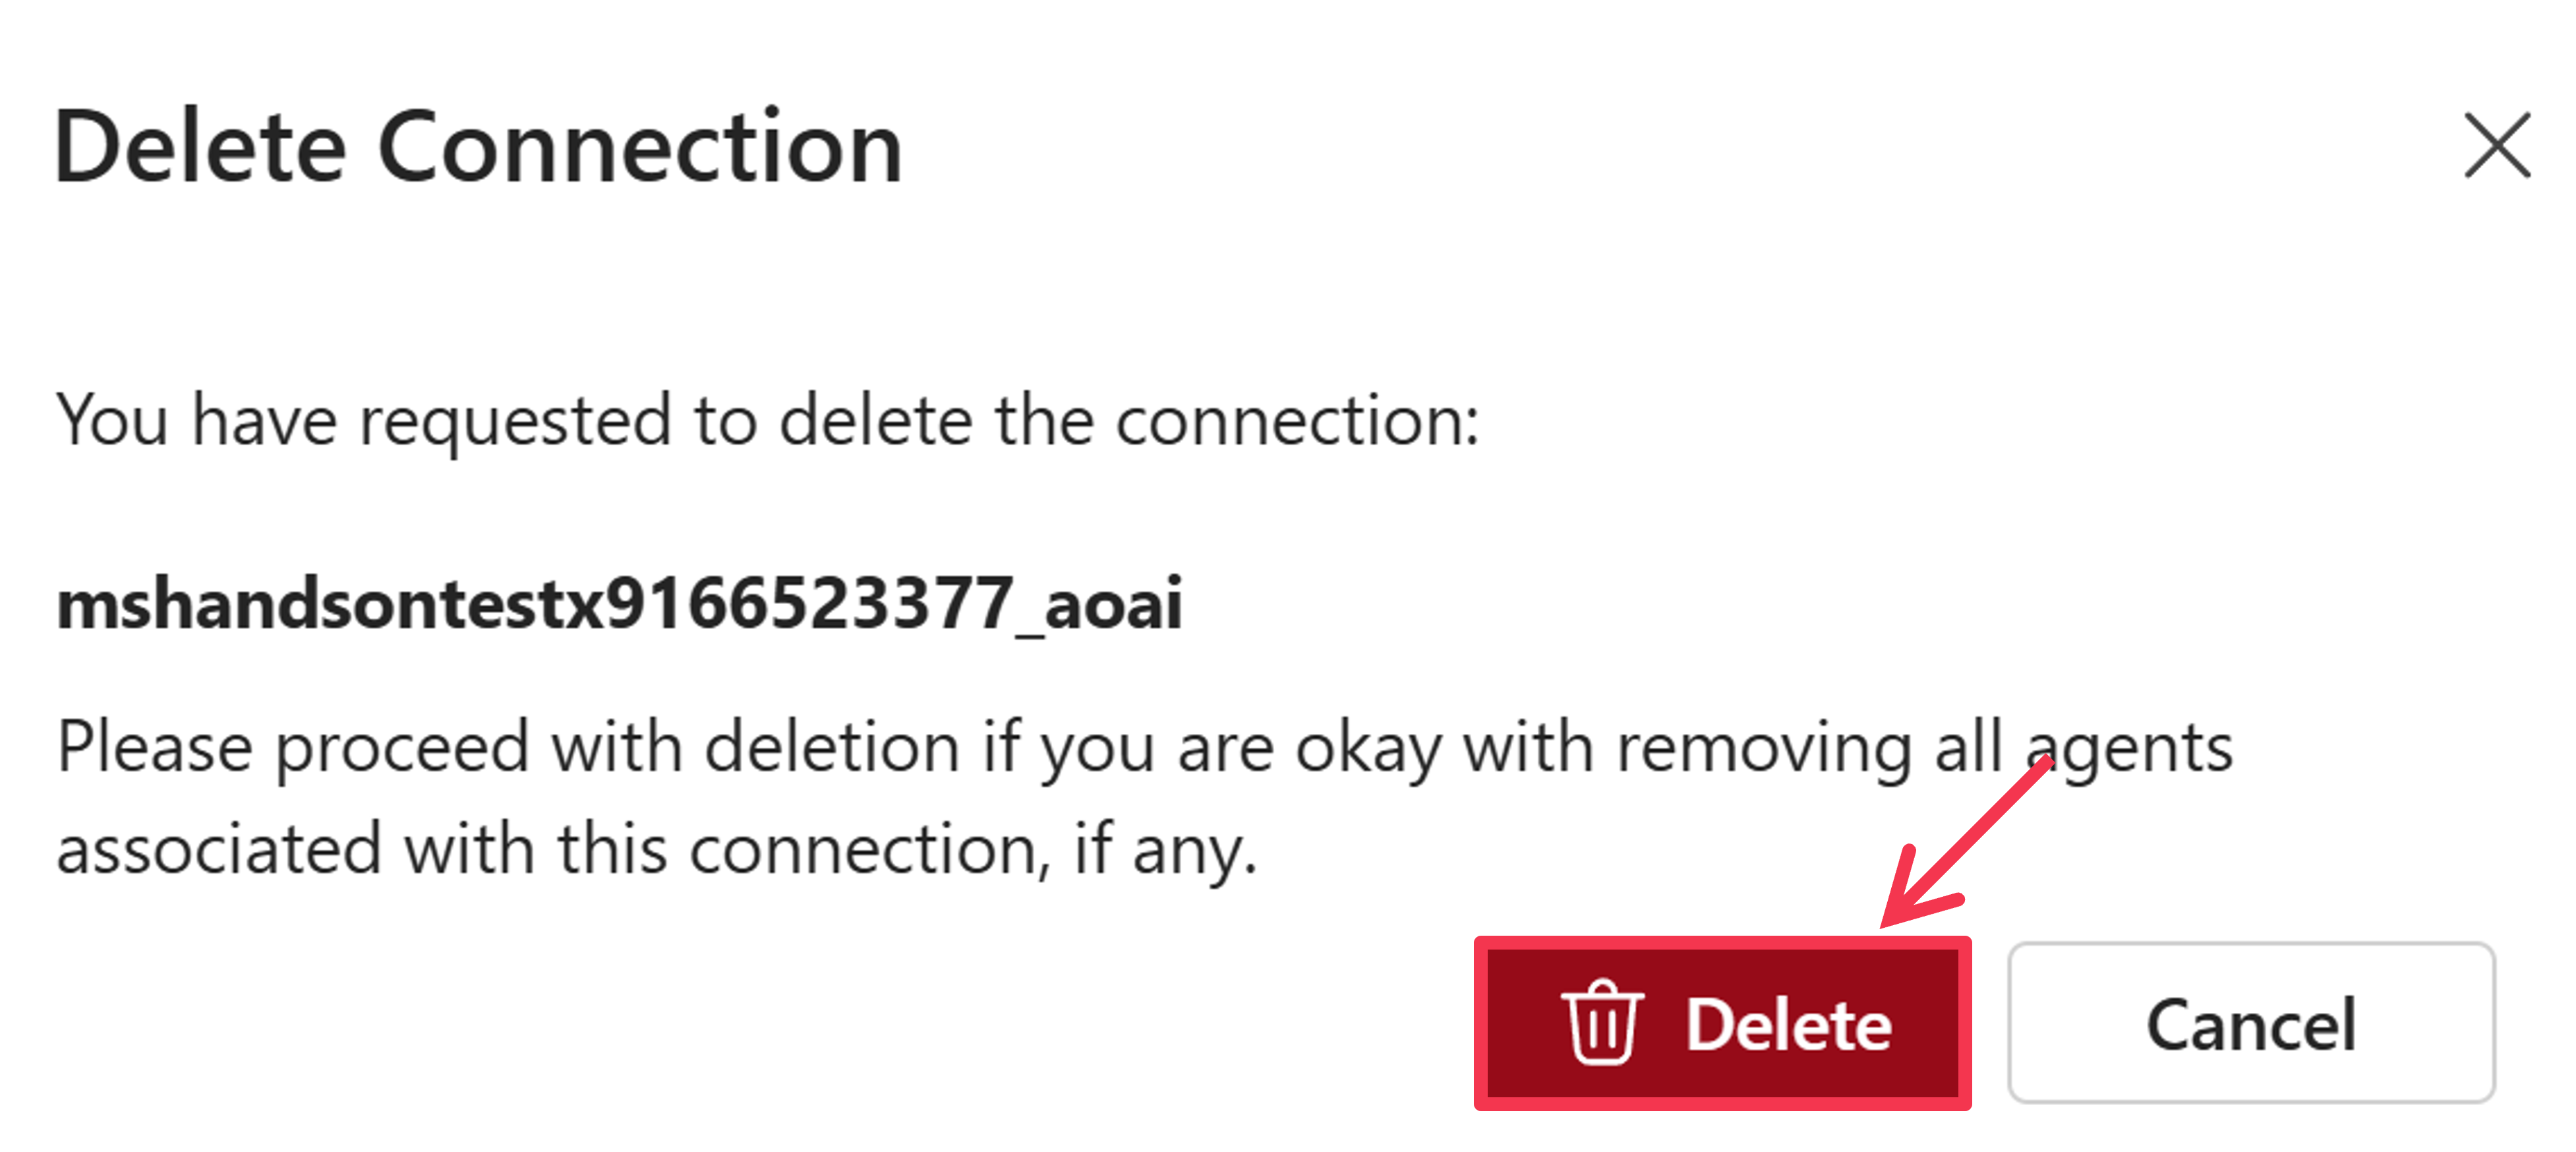 Delete Connection
You have requested to delete the connection:
mshandsontestx9166523377_aoai
Please proceed with deletion if you are okay with removing all agents
associated with this connection, if any.
Delete
Cancel